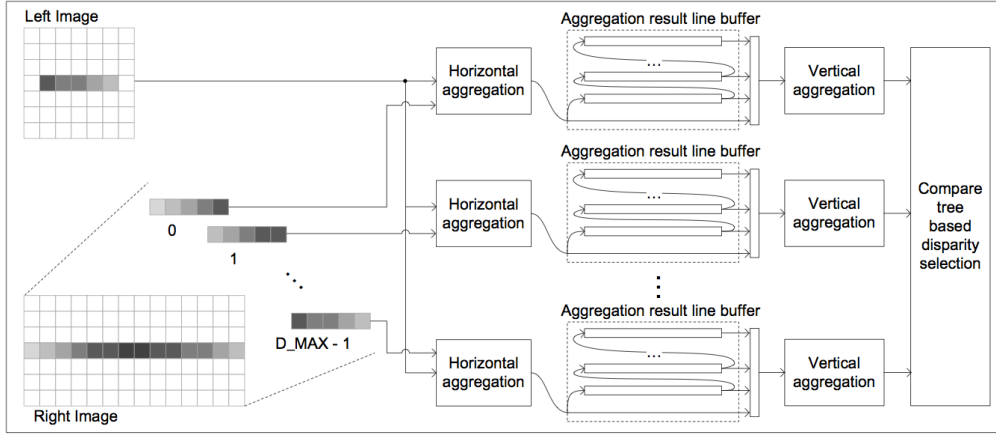 Left Image
Aggregation result line buffer
...
Horizontal
aggregation
Vertical
aggregation
Aggregation result line buffer
...
0
1
Horizontal
aggregation
Vertical
aggregation
Compare
tree
based
disparity
selection
Aggregation result line buffer
...
D_MAX - 1
Horizontal
aggregation
Vertical
aggregation
Right Image